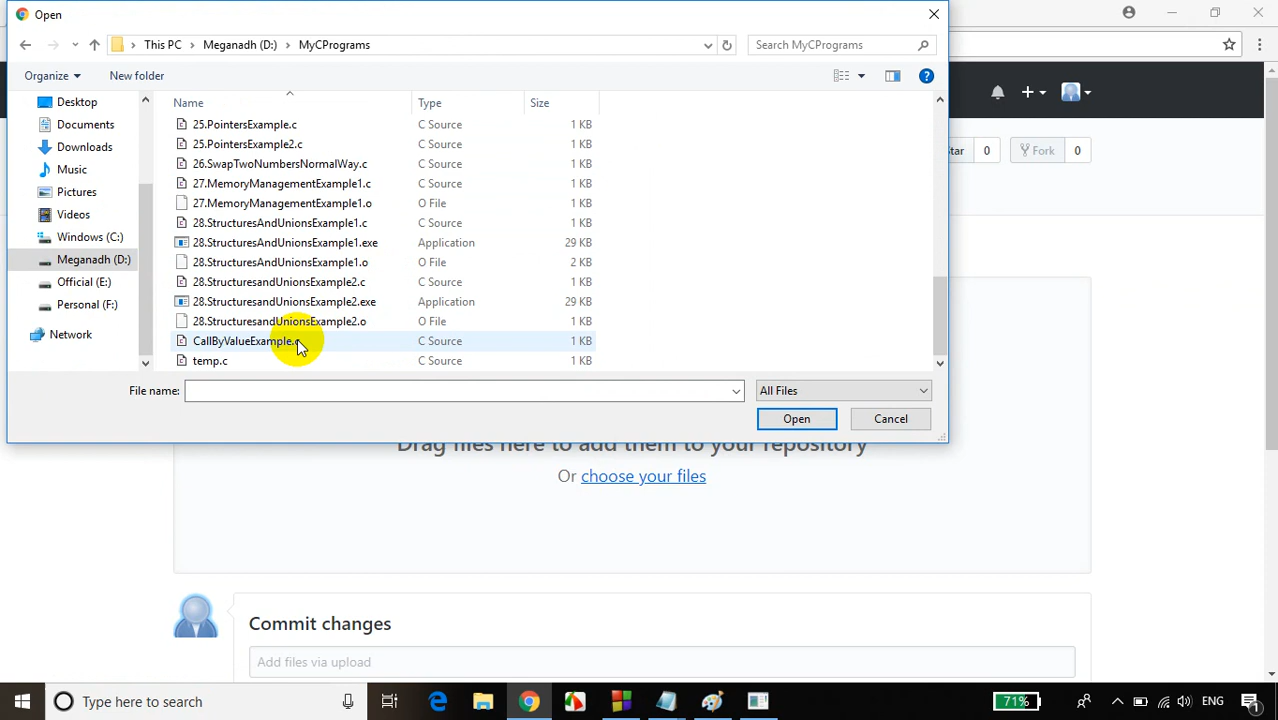 Open
This PC > Meganadh (D:) > MyCPrograms
Search MyCPrograms
Organize
New folder
Name
Type
Size
Desktop
Documents
Downloads
Music
Pictures
Videos
Windows (C:)
Meganadh (D:)
Official (E:)
Personal (F:)
Network
25.PointersExample.c C Source 1 KB
25.PointersExample2.c C Source 1 KB
26.SwapTwoNumbersNormalWay.c C Source 1 KB
27.MemoryManagementExample1.c C Source 1 KB
27.MemoryManagementExample1.o O File 1 KB
28.StructuresAndUnionsExample1.c C Source 1 KB
28.StructuresAndUnionsExample1.exe Application 29 KB
28.StructuresAndUnionsExample1.o O File 2 KB
28.StructuresandUnionsExample2.c C Source 1 KB
28.StructuresandUnionsExample2.exe Application 29 KB
28.StructuresandUnionsExample2.o O File 1 KB
CallByValueExample.c C Source 1 KB
temp.c C Source 1 KB
File name:
All Files
Open
Cancel
Star 0
Fork 0
Drag files here to add them to your repository
Or choose your files
Commit changes
Add files via upload
Type here to search
71%
ENG
1